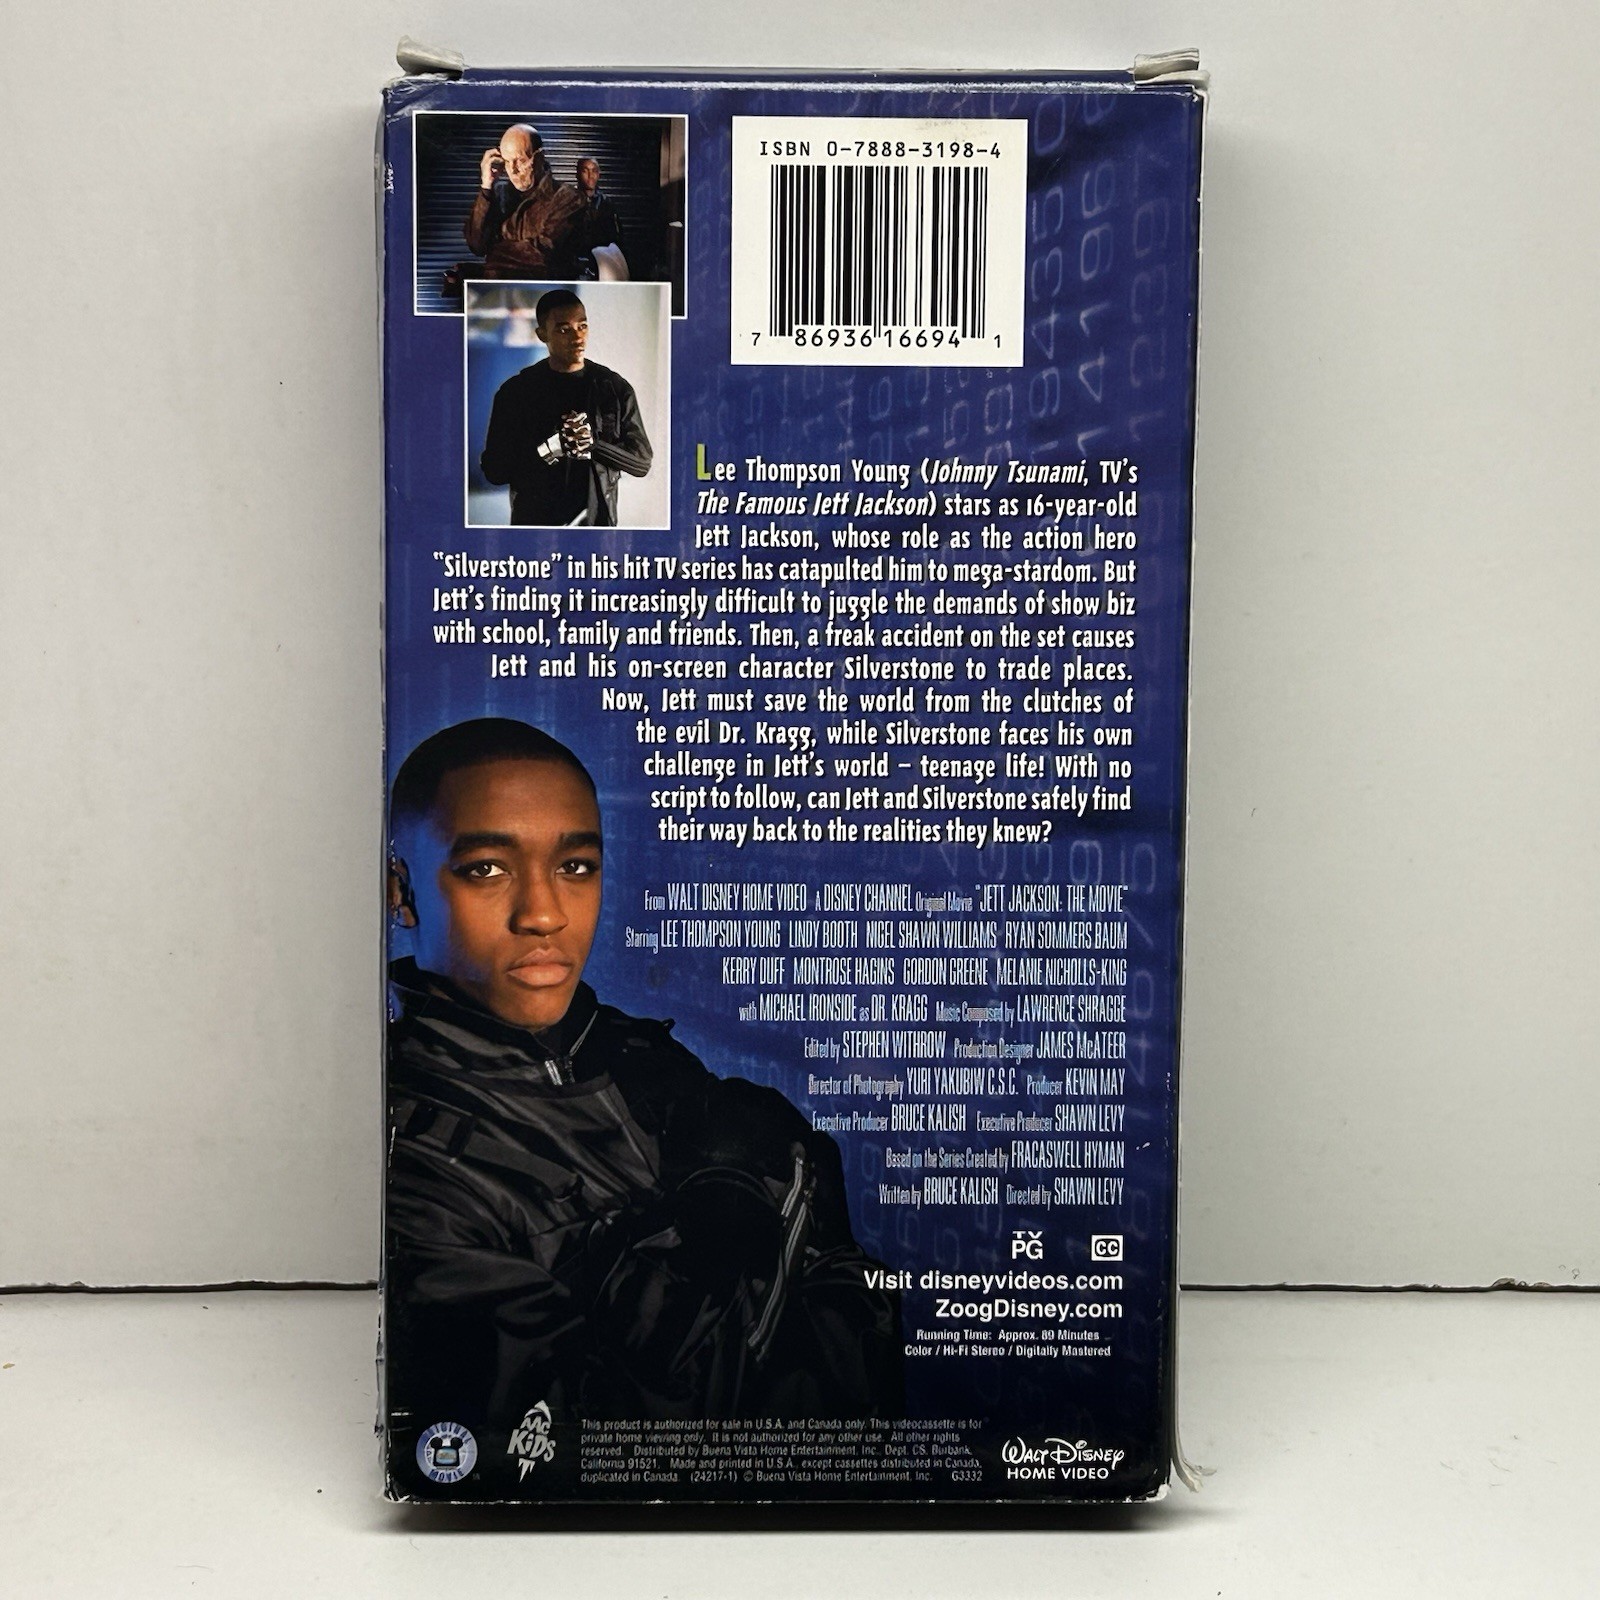 ISBN 0-7888-3198-4
7 86936 16694 1
Lee Thompson Young (Johnny Tsunami, TV's
The Famous Jett Jackson) stars as 16-year-old
Jett Jackson, whose role as the action hero
"Silverstone" in his hit TV series has catapulted him to mega-stardom. But
Jett's finding it increasingly difficult to juggle the demands of show biz
with school, family and friends. Then, a freak accident on the set causes
Jett and his on-screen character Silverstone to trade places.
Now, Jett must save the world from the clutches of
the evil Dr. Kragg, while Silverstone faces his own
challenge in Jett's world – teenage life! With no
script to follow, can Jett and Silverstone safely find
their way back to the realities they knew?
From WALT DISNEY HOME VIDEO A DISNEY CHANNEL Original Movie "JETT JACKSON: THE MOVIE"
Starring LEE THOMPSON YOUNG LINDY BOOTH NIGEL SHAWN WILLIAMS RYAN SOMMERS BAUM
KERRY DUFF MONTROSE HAGINS GORDON GREENE MELANIE NICHOLLS-KING
with MICHAEL IRONSIDE as DR. KRAGG Music Composed by LAWRENCE SHRAGGE
Edited by STEPHEN WITHROW Production Designer JAMES McATEER
Director of Photography YURI YAKUBIW C.S.C. Producer KEVIN MAY
Executive Producer BRUCE KALISH Executive Producer SHAWN LEVY
Based on the Series Created by FRACASWELL HYMAN
Written by BRUCE KALISH Directed by SHAWN LEVY
TV
PG CC
Visit disneyvideos.com
ZoogDisney.com
Running Time: Approx. 89 Minutes
Color / Hi-Fi Stereo / Digitally Mastered
This product is authorized for sale in U.S.A. and Canada only. This videocassette is for
private home viewing only. It is not authorized for any other use. All other rights
reserved. Distributed by Buena Vista Home Entertainment, Inc., Dept. CS, Burbank,
California 91521. Made and printed in U.S.A., except cassettes distributed in Canada,
duplicated in Canada. (24217-1) © Buena Vista Home Entertainment, Inc. G3332
MOVIE
KiDS
WALT DISNEY
HOME VIDEO